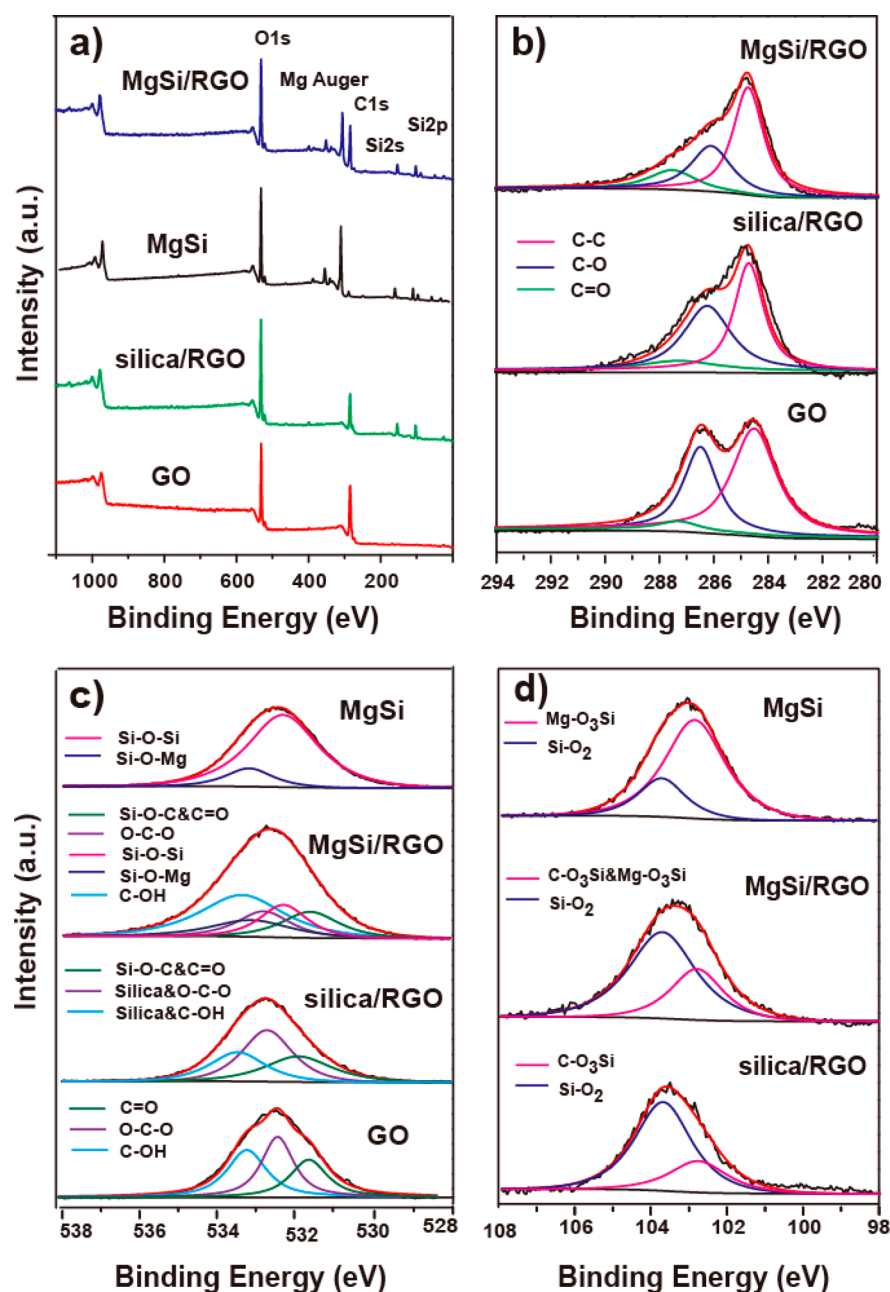 a)
O1s
MgSi/RGO
Mg Auger
C1s
Si2s
Si2p
MgSi
silica/RGO
GO
Intensity (a.u.)
1000 800 600 400 200
Binding Energy (eV)
b)
MgSi/RGO
silica/RGO
C-C
C-O
C=O
GO
294 292 290 288 286 284 282 280
Binding Energy (eV)
c)
MgSi
Si-O-Si
Si-O-Mg
Si-O-C&C=O
O-C-O
MgSi/RGO
Si-O-Si
Si-O-Mg
C-OH
Si-O-C&C=O
Silica&O-C-O
silica/RGO
Silica&C-OH
C=O
O-C-O
GO
C-OH
Intensity (a.u.)
538 536 534 532 530 528
Binding Energy (eV)
d)
MgSi
Mg-O3Si
Si-O2
MgSi/RGO
C-O3Si&Mg-O3Si
Si-O2
silica/RGO
C-O3Si
Si-O2
108 106 104 102 100 98
Binding Energy (eV)